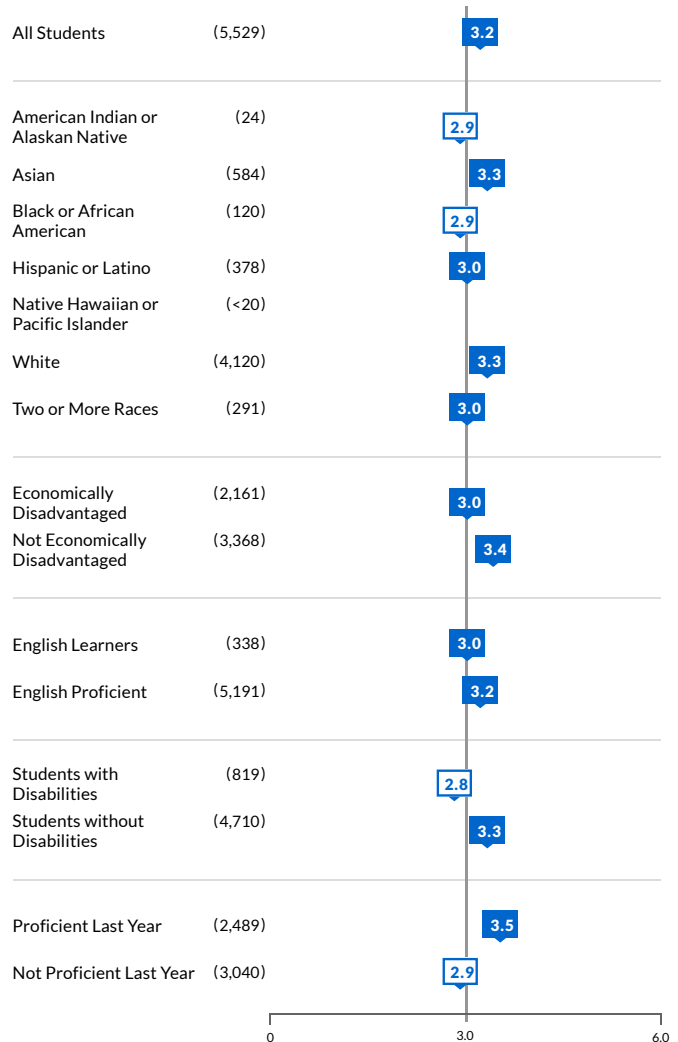 All Students (5,529) 3.2
American Indian or (24)
Alaskan Native 2.9
Asian (584) 3.3
Black or African (120)
American 2.9
Hispanic or Latino (378) 3.0
Native Hawaiian or (<20)
Pacific Islander
White (4,120) 3.3
Two or More Races (291) 3.0
Economically (2,161) 3.0
Disadvantaged
Not Economically (3,368) 3.4
Disadvantaged
English Learners (338) 3.0
English Proficient (5,191) 3.2
Students with (819) 2.8
Disabilities
Students without (4,710) 3.3
Disabilities
Proficient Last Year (2,489) 3.5
Not Proficient Last Year (3,040) 2.9
0 3.0 6.0